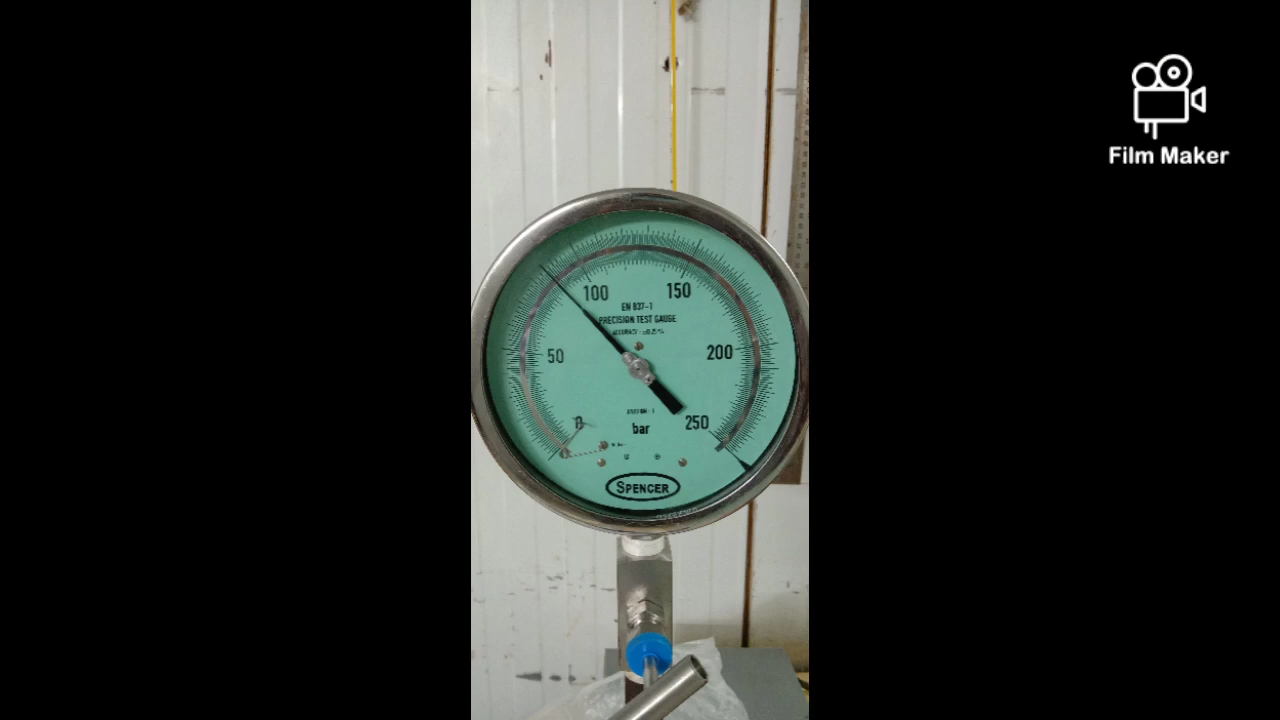 Film Maker
100
150
EN 837-1
PRECISION TEST GAUGE
50
200
0
250
bar
SPENCER